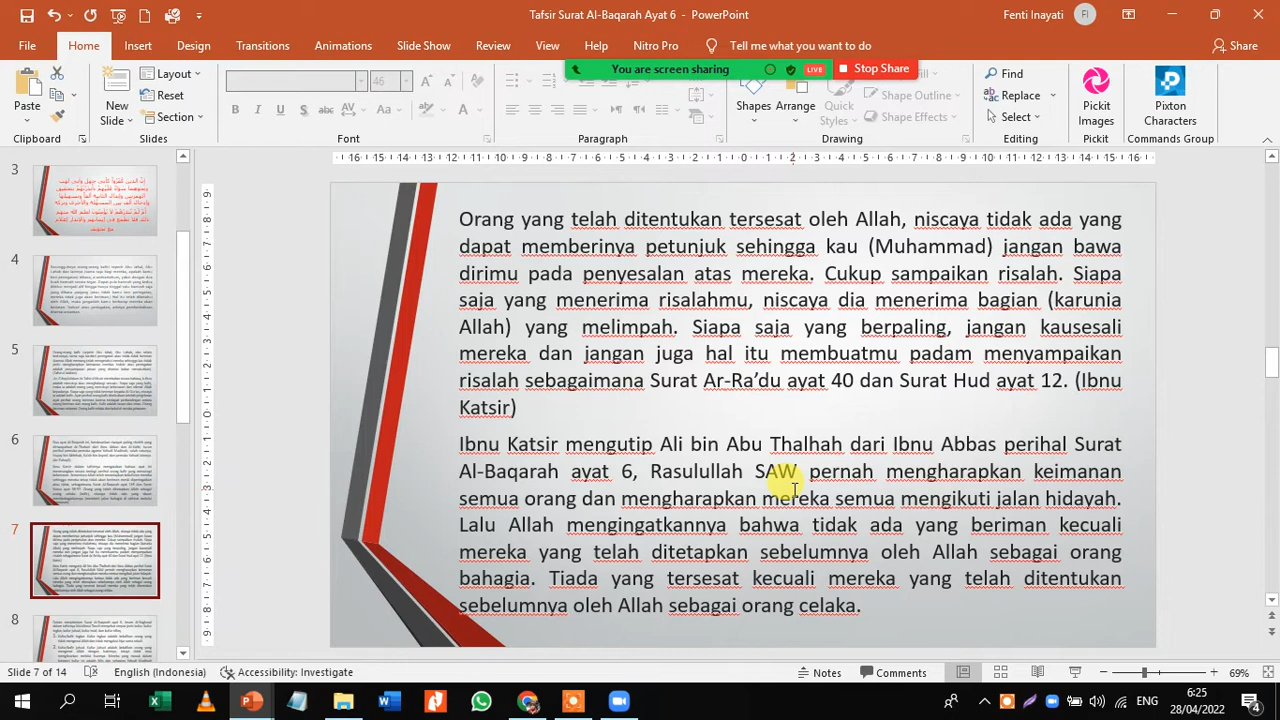 Tafsir Surat Al-Baqarah Ayat 6 - PowerPoint
Fenti Inayati
FI
File Home Insert Design Transitions Animations Slide Show Review View Help Nitro Pro Tell me what you want to do
Share
You are screen sharing LIVE Stop Share
Paste
Clipboard
New Slide
Layout
Reset
Section
Slides
46
Font
Paragraph
Shapes Arrange Quick Styles
Shape Outline
Shape Effects
Drawing
Find
Replace
Select
Editing
Pickit Images
Pickit
Pixton Characters
Commands Group
3
4
5
6
7
8
Orang yang telah ditentukan tersesat oleh Allah, niscaya tidak ada yang
dapat memberinya petunjuk sehingga kau (Muhammad) jangan bawa
dirimu pada penyesalan atas mereka cukup sampaikan risalah. Siapa
saja yang menerima risalahmu, niscaya dia menerima bagian (karunia
Allah) yang melimpah. Siapa saja yang berpaling, jangan kausesali
mereka dan jangan juga hal itu membuatmu padam menyampaikan
risalah sebagaimana Surat Ar-Ra'du ayat 40 dan Surat Hud ayat 12. (Ibnu
Katsir)
Ibnu Katsir mengutip Ali bin Abu Thalhah dari Ibnu Abbas perihal Surat
Al-Baqarah ayat 6, Rasulullah SAW pernah mengharapkan keimanan
semua orang dan mengharapkan mereka semua mengikuti jalan hidayah.
Lalu Allah mengingatkannya bahwa tidak ada yang beriman kecuali
mereka yang telah ditetapkan sebelumnya oleh Allah sebagai orang
bahagia. Tiada yang tersesat kecuali mereka yang telah ditentukan
sebelumnya oleh Allah sebagai orang celaka.
Slide 7 of 14 English (Indonesia) Accessibility: Investigate
Notes Comments
69%
ENG
6:25
28/04/2022
4